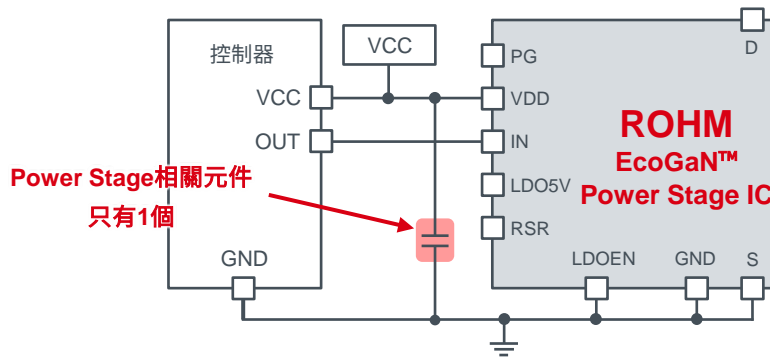 控制器
VCC
VCC
OUT
GND
PG
VDD
IN
LDO5V
RSR
D
ROHM
EcoGaN™
Power Stage IC
LDOEN
GND
S
Power Stage相關元件
只有1個